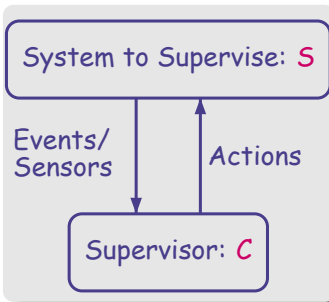 System to Supervise: S
Events/
Sensors
Actions
Supervisor: C